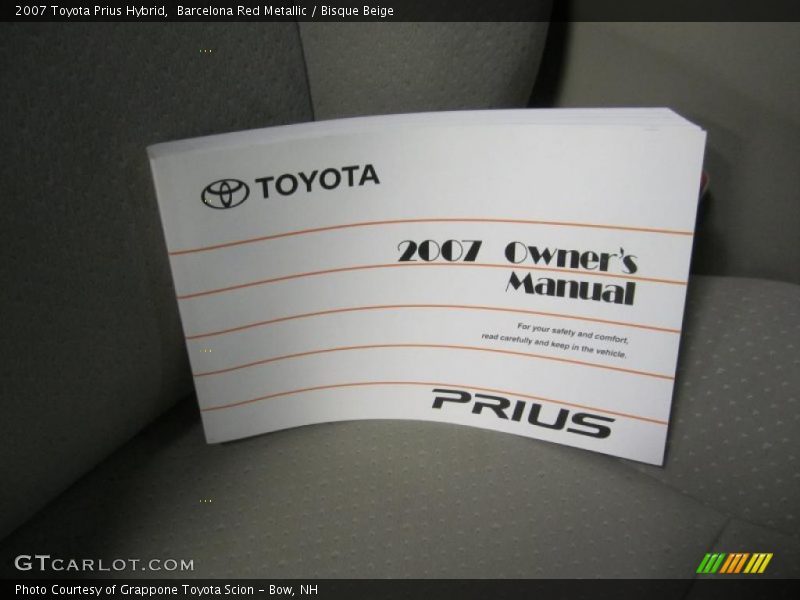 2007 Toyota Prius Hybrid,  Barcelona Red Metallic / Bisque Beige
TOYOTA
2007 Owner's
Manual
For your safety and comfort,
read carefully and keep in the vehicle.
PRIUS
GTCARLOT.COM
Photo Courtesy of Grappone Toyota Scion - Bow, NH